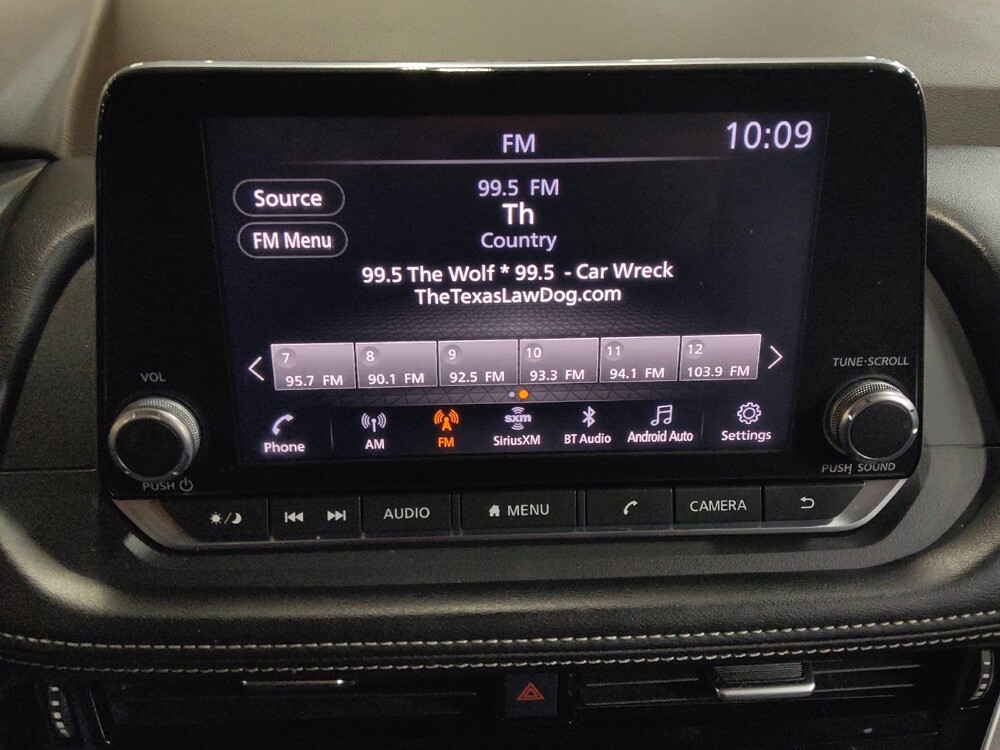 FM
10:09
Source
99.5 FM
Th
FM Menu
Country
99.5 The Wolf * 99.5 - Car Wreck
TheTexasLawDog.com
7
8
9
10
11
12
95.7 FM
90.1 FM
92.5 FM
93.3 FM
94.1 FM
103.9 FM
VOL
TUNE·SCROLL
Phone
AM
FM
sxm
SiriusXM
BT Audio
Android Auto
Settings
PUSH
PUSH SOUND
AUDIO
MENU
CAMERA